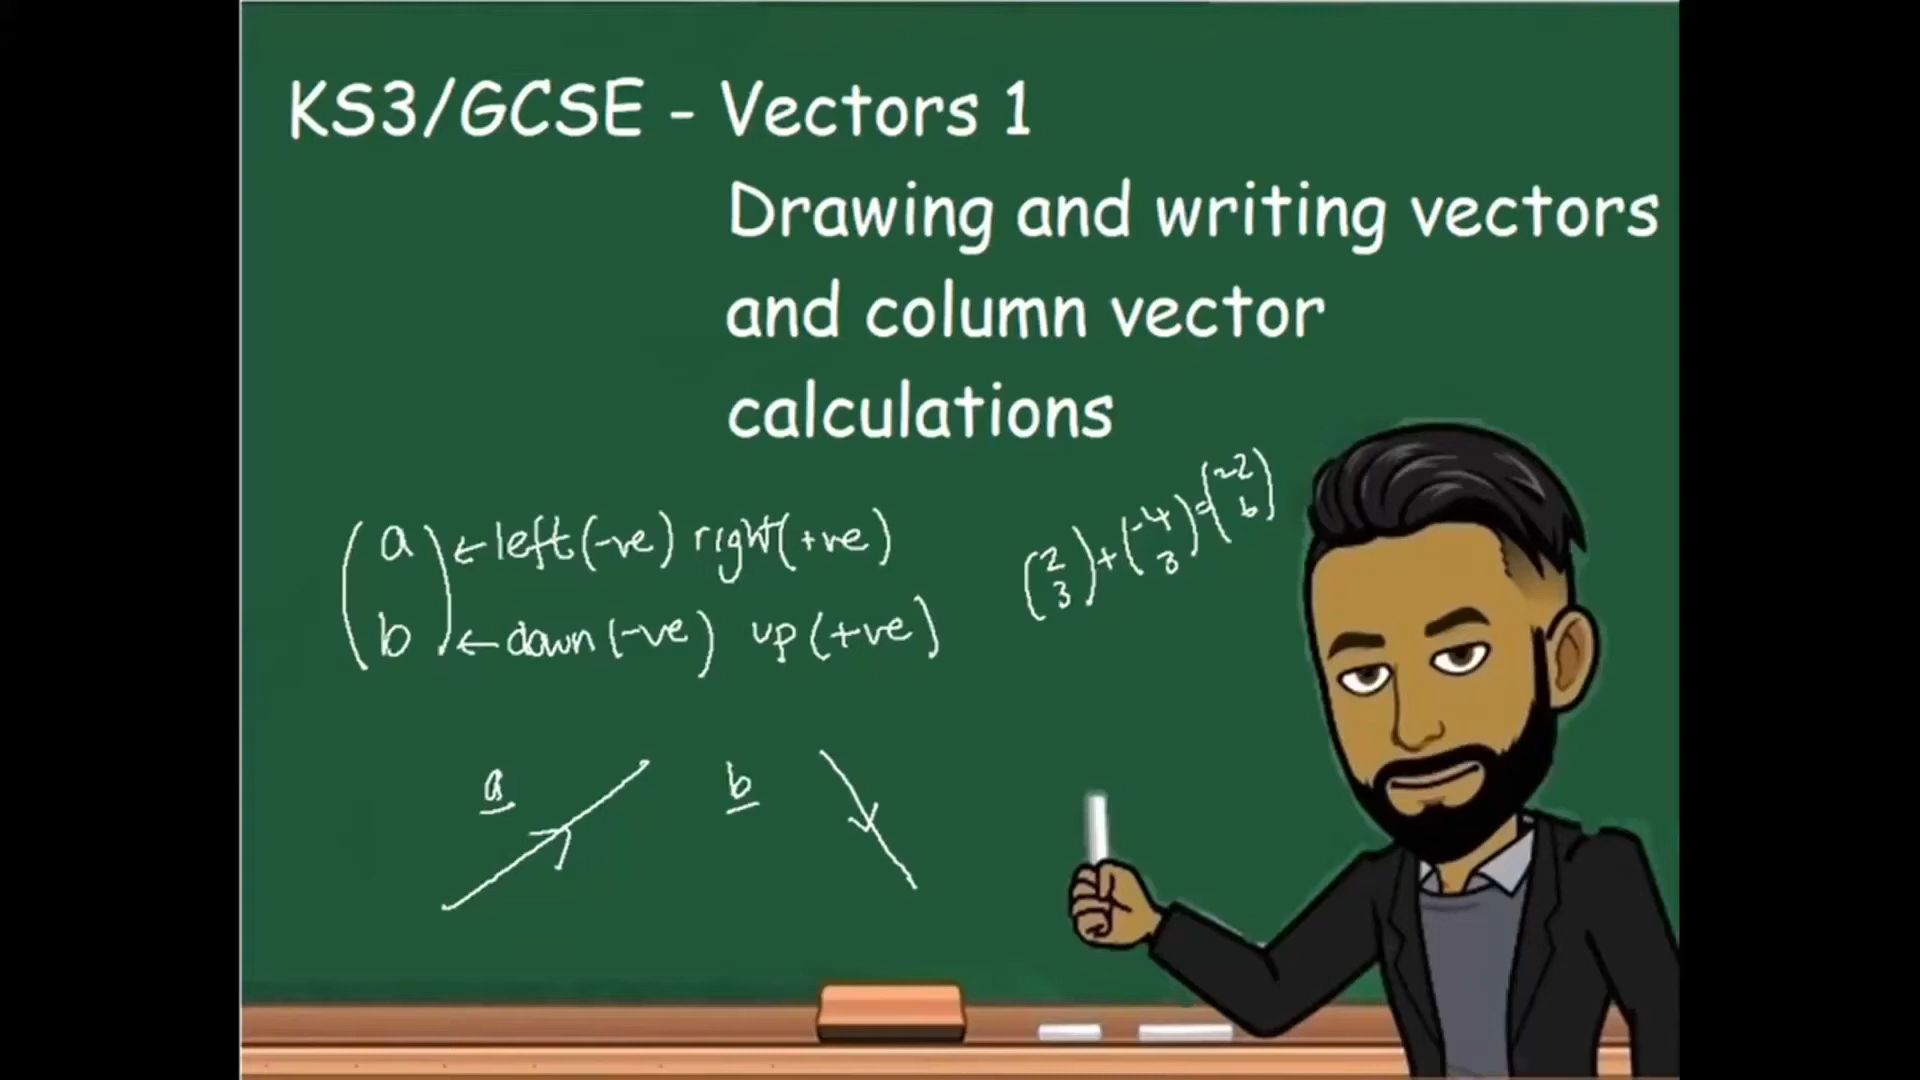 KS3/GCSE - Vectors 1
Drawing and writing vectors
and column vector
calculations
(a) ← left (-ve) right (+ve)
(b) ← down (-ve) up (+ve)
(2 3) + (-4 3) = (-2 6)
a b